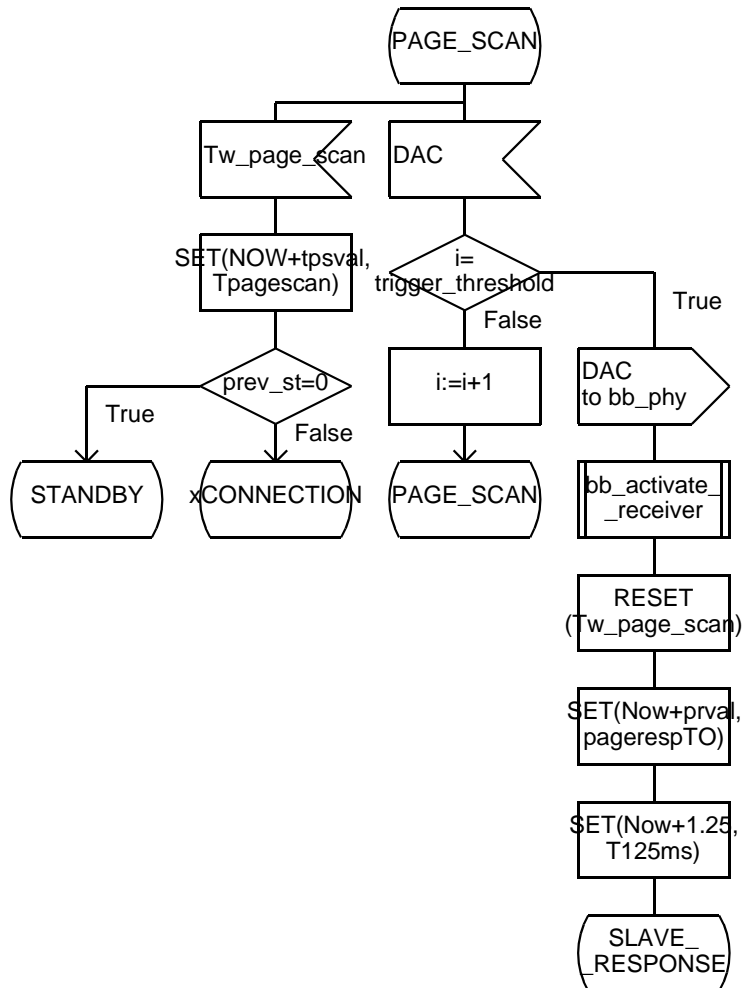 PAGE_SCAN
Tw_page_scan
DAC
SET(NOW+tpsval,
Tpagescan)
i=
trigger_threshold
True
False
prev_st=0
i:=i+1
DAC
to bb_phy
True
False
STANDBY
xCONNECTION
PAGE_SCAN
bb_activate_
_receiver
RESET
(Tw_page_scan)
SET(Now+prval,
pagerespTO)
SET(Now+1.25,
T125ms)
SLAVE_
_RESPONSE